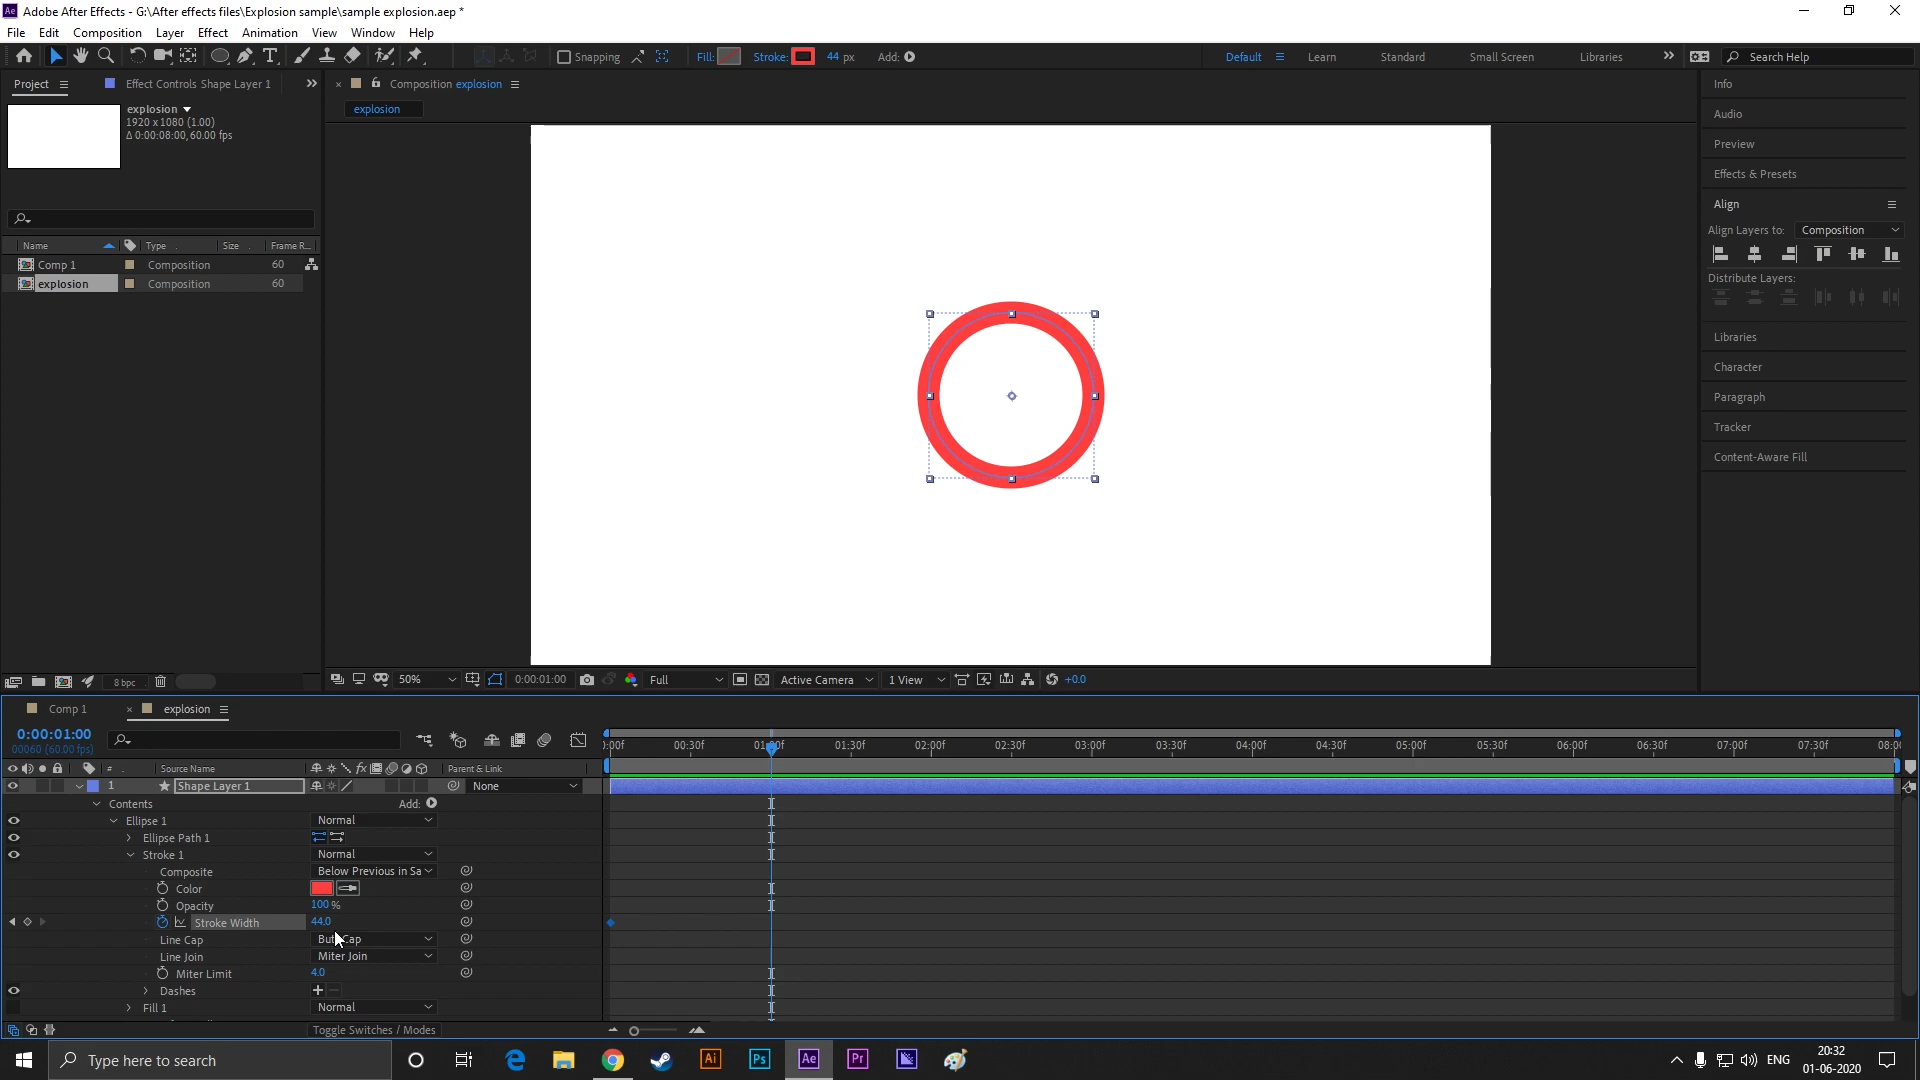 Ae Adobe After Effects - G:\After effects files\Explosion sample\sample explosion.aep *
File Edit Composition Layer Effect Animation View Window Help
Snapping Fill: Stroke: 44 px Add: Default Learn Standard Small Screen Libraries Search Help
Project Effect Controls Shape Layer 1 Composition explosion Info
explosion explosion
1920 x 1080 (1.00) Audio
Δ 0:00:08:00, 60.00 fps
Preview
Effects & Presets
Align
Align Layers to: Composition
Name Type Size Frame R...
Comp 1 Composition 60
explosion Composition 60
Distribute Layers:
Libraries
Character
Paragraph
Tracker
Content-Aware Fill
8 bpc 50% 0:00:01:00 Full Active Camera 1 View +0.0
Comp 1 explosion
0:00:01:00
00060 (60.00 fps)
:00f 00:30f 01:00f 01:30f 02:00f 02:30f 03:00f 03:30f 04:00f 04:30f 05:00f 05:30f 06:00f 06:30f 07:00f 07:30f 08:0
# Source Name fx Parent & Link
1 Shape Layer 1 None
Contents Add:
Ellipse 1 Normal
Ellipse Path 1
Stroke 1 Normal
Composite Below Previous in Sa
Color
Opacity 100 %
Stroke Width 44.0
Line Cap Butt Cap
Line Join Miter Join
Miter Limit 4.0
Dashes + -
Fill 1 Normal
Toggle Switches / Modes
Type here to search Ai Ps Ae Pr ENG 20:32
01-06-2020